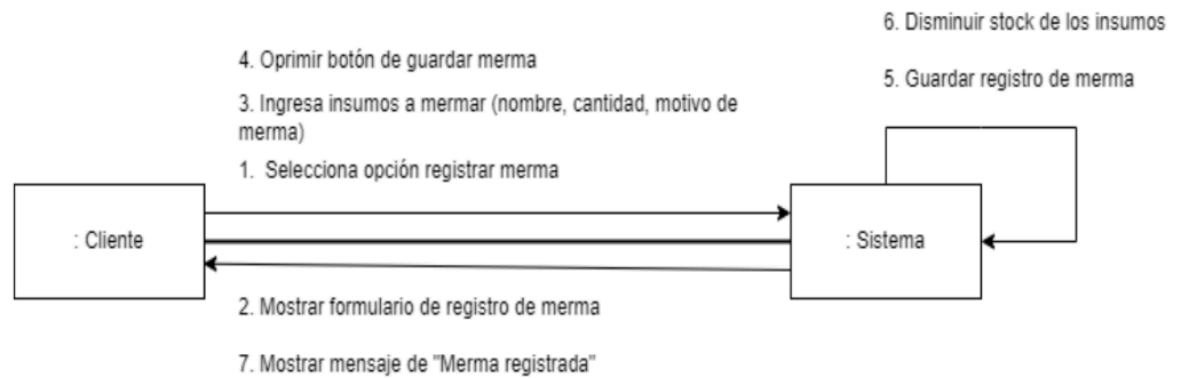 6. Disminuir stock de los insumos
4. Oprimir botón de guardar merma
5. Guardar registro de merma
3. Ingresa insumos a mermar (nombre, cantidad, motivo de
merma)
1. Selecciona opción registrar merma
: Cliente
: Sistema
2. Mostrar formulario de registro de merma
7. Mostrar mensaje de "Merma registrada"